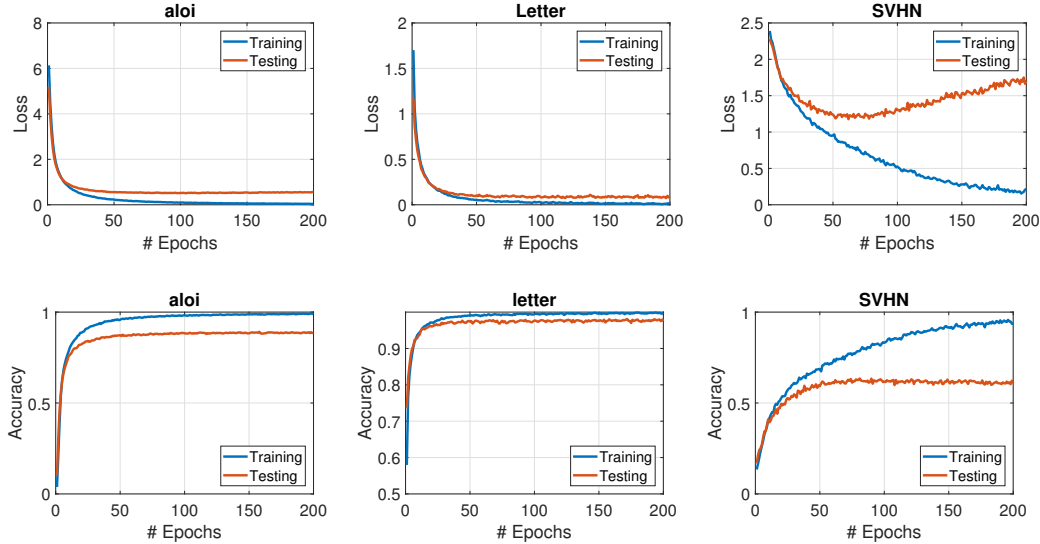 aloi
Loss
8
6
4
2
0
0 50 100 150 200
# Epochs
Training
Testing
Letter
Loss
2
1.5
1
0.5
0
0 50 100 150 200
# Epochs
Training
Testing
SVHN
Loss
2.5
2
1.5
1
0.5
0
0 50 100 150 200
# Epochs
Training
Testing
aloi
Accuracy
1
0.5
0
0 50 100 150 200
# Epochs
Training
Testing
letter
Accuracy
0.9
0.8
0.7
0.6
0.5
0 50 100 150 200
# Epochs
Training
Testing
SVHN
Accuracy
1
0.5
0
0 50 100 150 200
# Epochs
Training
Testing